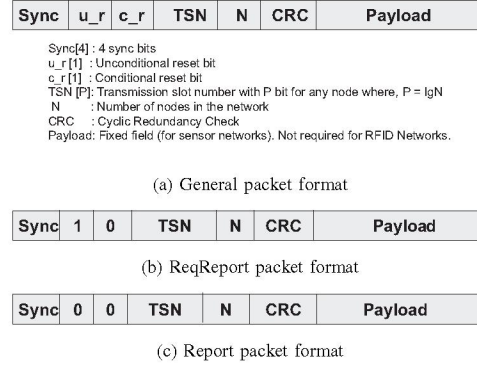 Sync u_r c_r TSN N CRC Payload
Sync[4] : 4 sync bits
u_r [1] : Unconditional reset bit
c_r [1] : Conditional reset bit
TSN [P]: Transmission slot number with P bit for any node where, P = lgN
N : Number of nodes in the network
CRC : Cyclic Redundancy Check
Payload: Fixed field (for sensor networks). Not required for RFID Networks.
(a) General packet format
Sync 1 0 TSN N CRC Payload
(b) ReqReport packet format
Sync 0 0 TSN N CRC Payload
(c) Report packet format